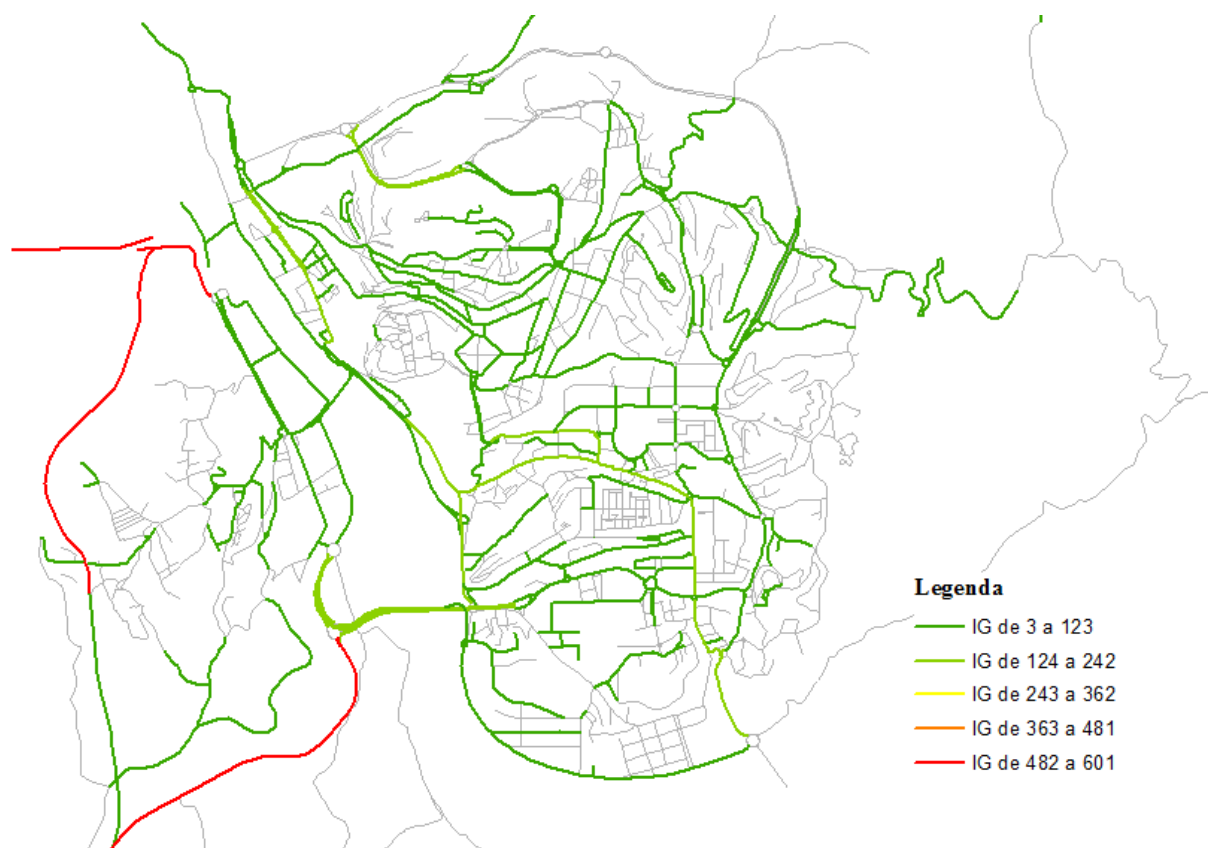 Legenda
IG de 3 a 123
IG de 124 a 242
IG de 243 a 362
IG de 363 a 481
IG de 482 a 601